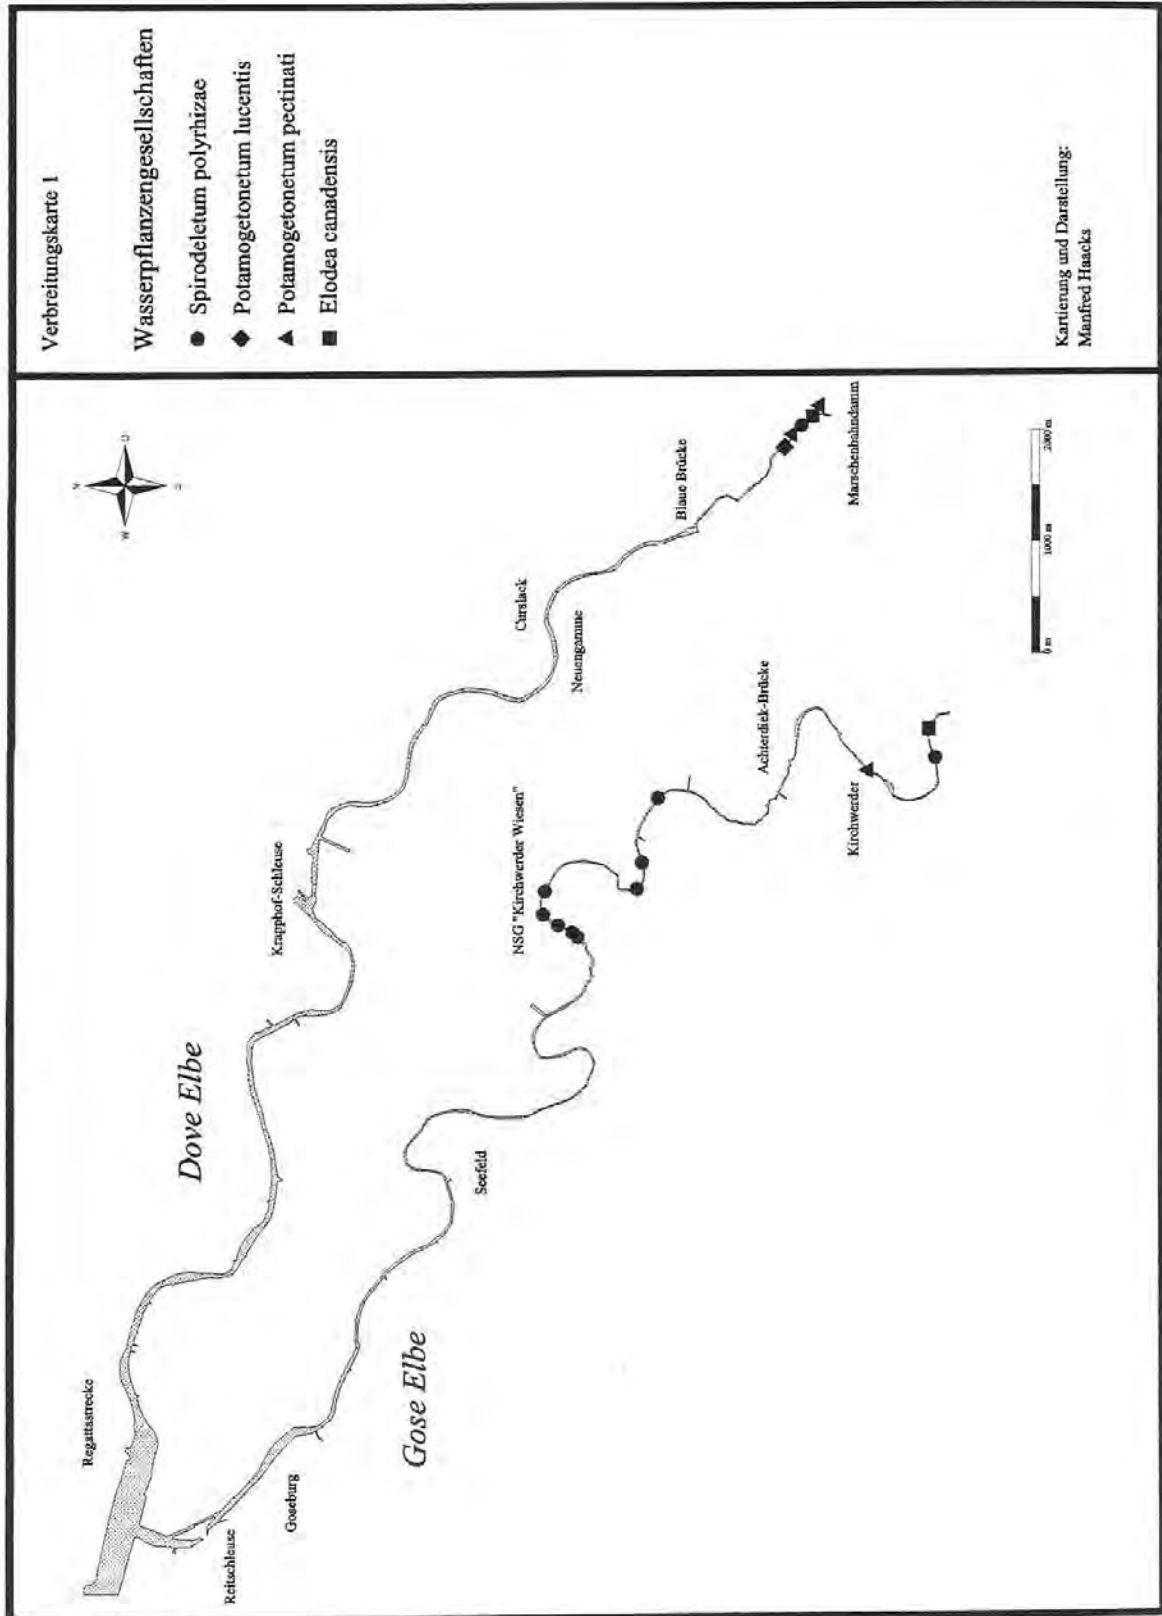 Verbreitungskarte 1
Wasserpflanzengesellschaften
Spirodeletum polyrhizae
Potamogetonetum lucentis
Potamogetonetum pectinati
Elodea canadensis
Kartierung und Darstellung:
Manfred Haacks
N
W
O
S
Regattastrecke
Reitschleuse
Goseburg
Dove Elbe
Gose Elbe
Seefeld
Krapphof-Schleuse
NSG "Kirchwerder Wiesen"
Curslack
Neuengamme
Blaue Brücke
Marschenbahndamm
Achterdiek-Brücke
Kirchwerder
0 m
1000 m
2000 m